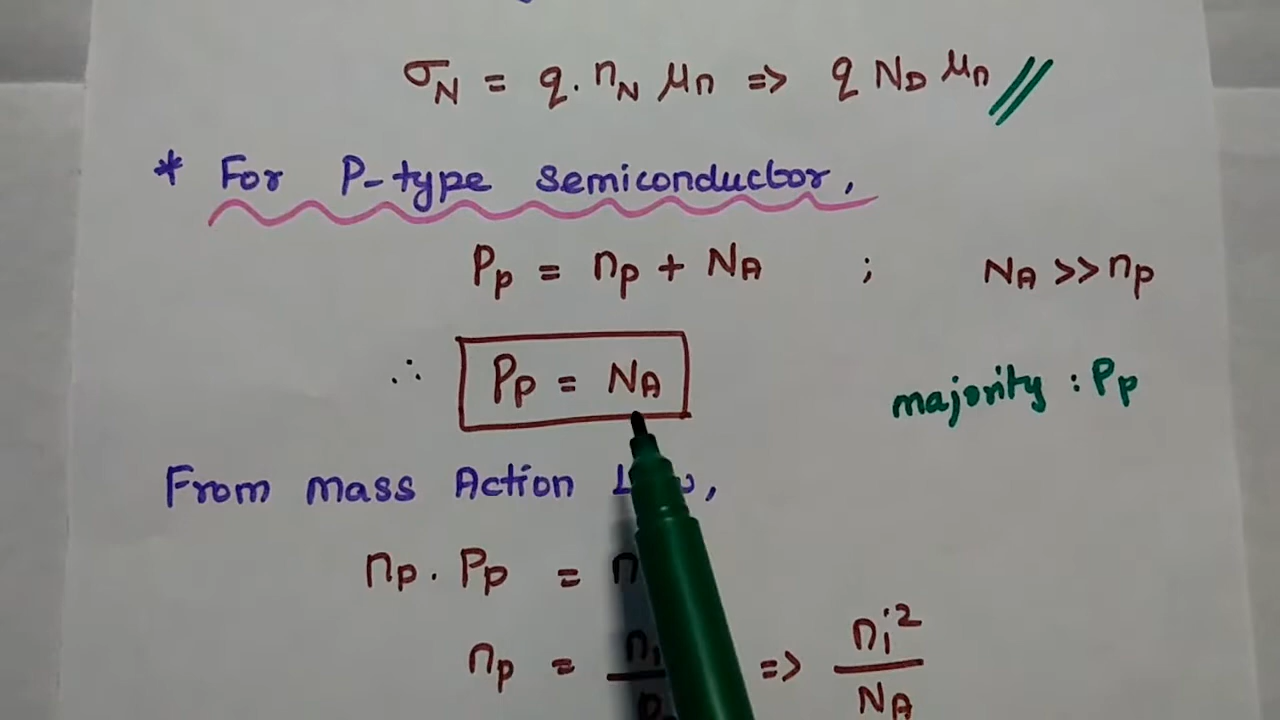 σN = q. nN μn => q ND μn //
* For P-type semiconductor,
Pp = np + NA ; NA >> np
∴ Pp = NA
majority : Pp
From mass Action
np . Pp = n
np = => ni²/NA